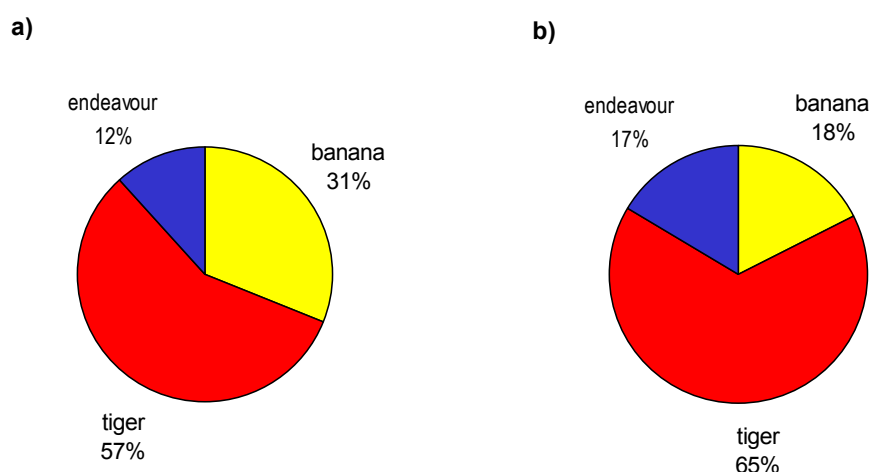 a)
endeavour
12%
banana
31%
tiger
57%
b)
endeavour
17%
banana
18%
tiger
65%